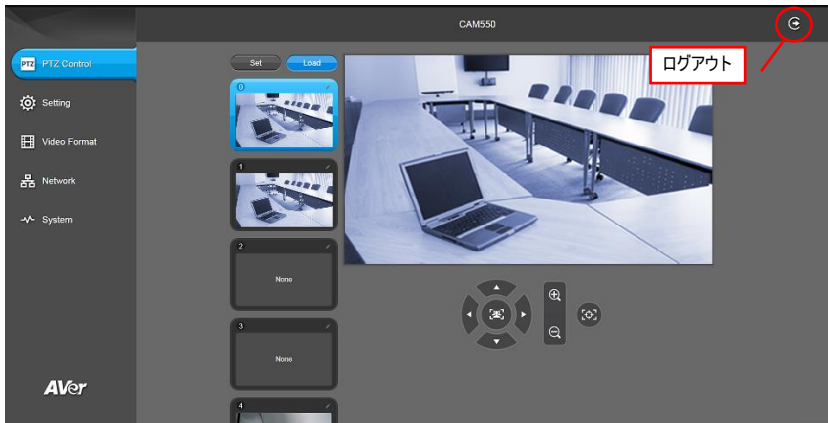 CAM550
ログアウト
PTZ PTZ Control
Setting
Video Format
Network
System
AVer
Set Load
0
1
2
None
3
None
4